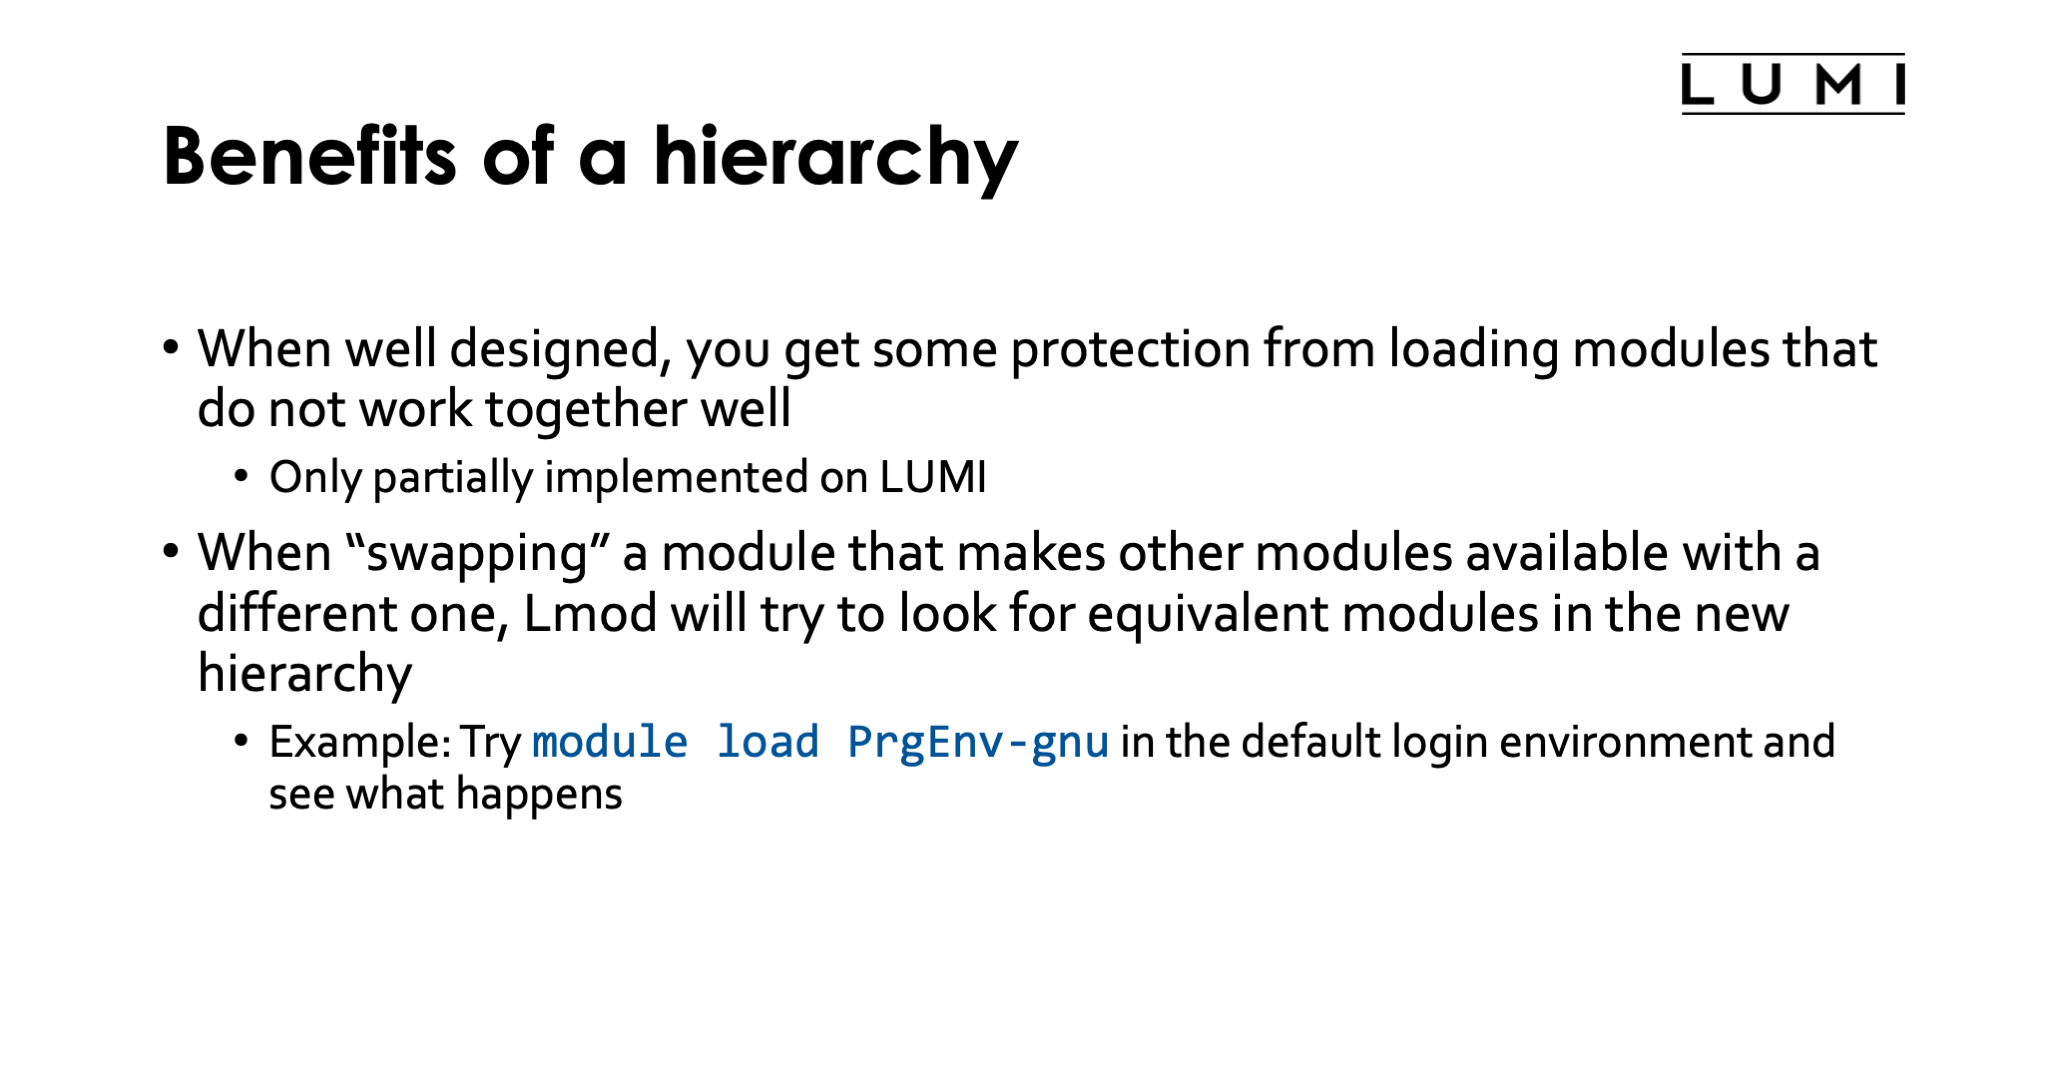 LUMI
Benefits of a hierarchy
• When well designed, you get some protection from loading modules that
do not work together well
• Only partially implemented on LUMI
• When “swapping” a module that makes other modules available with a
different one, Lmod will try to look for equivalent modules in the new
hierarchy
• Example: Try module load PrgEnv-gnu in the default login environment and
see what happens